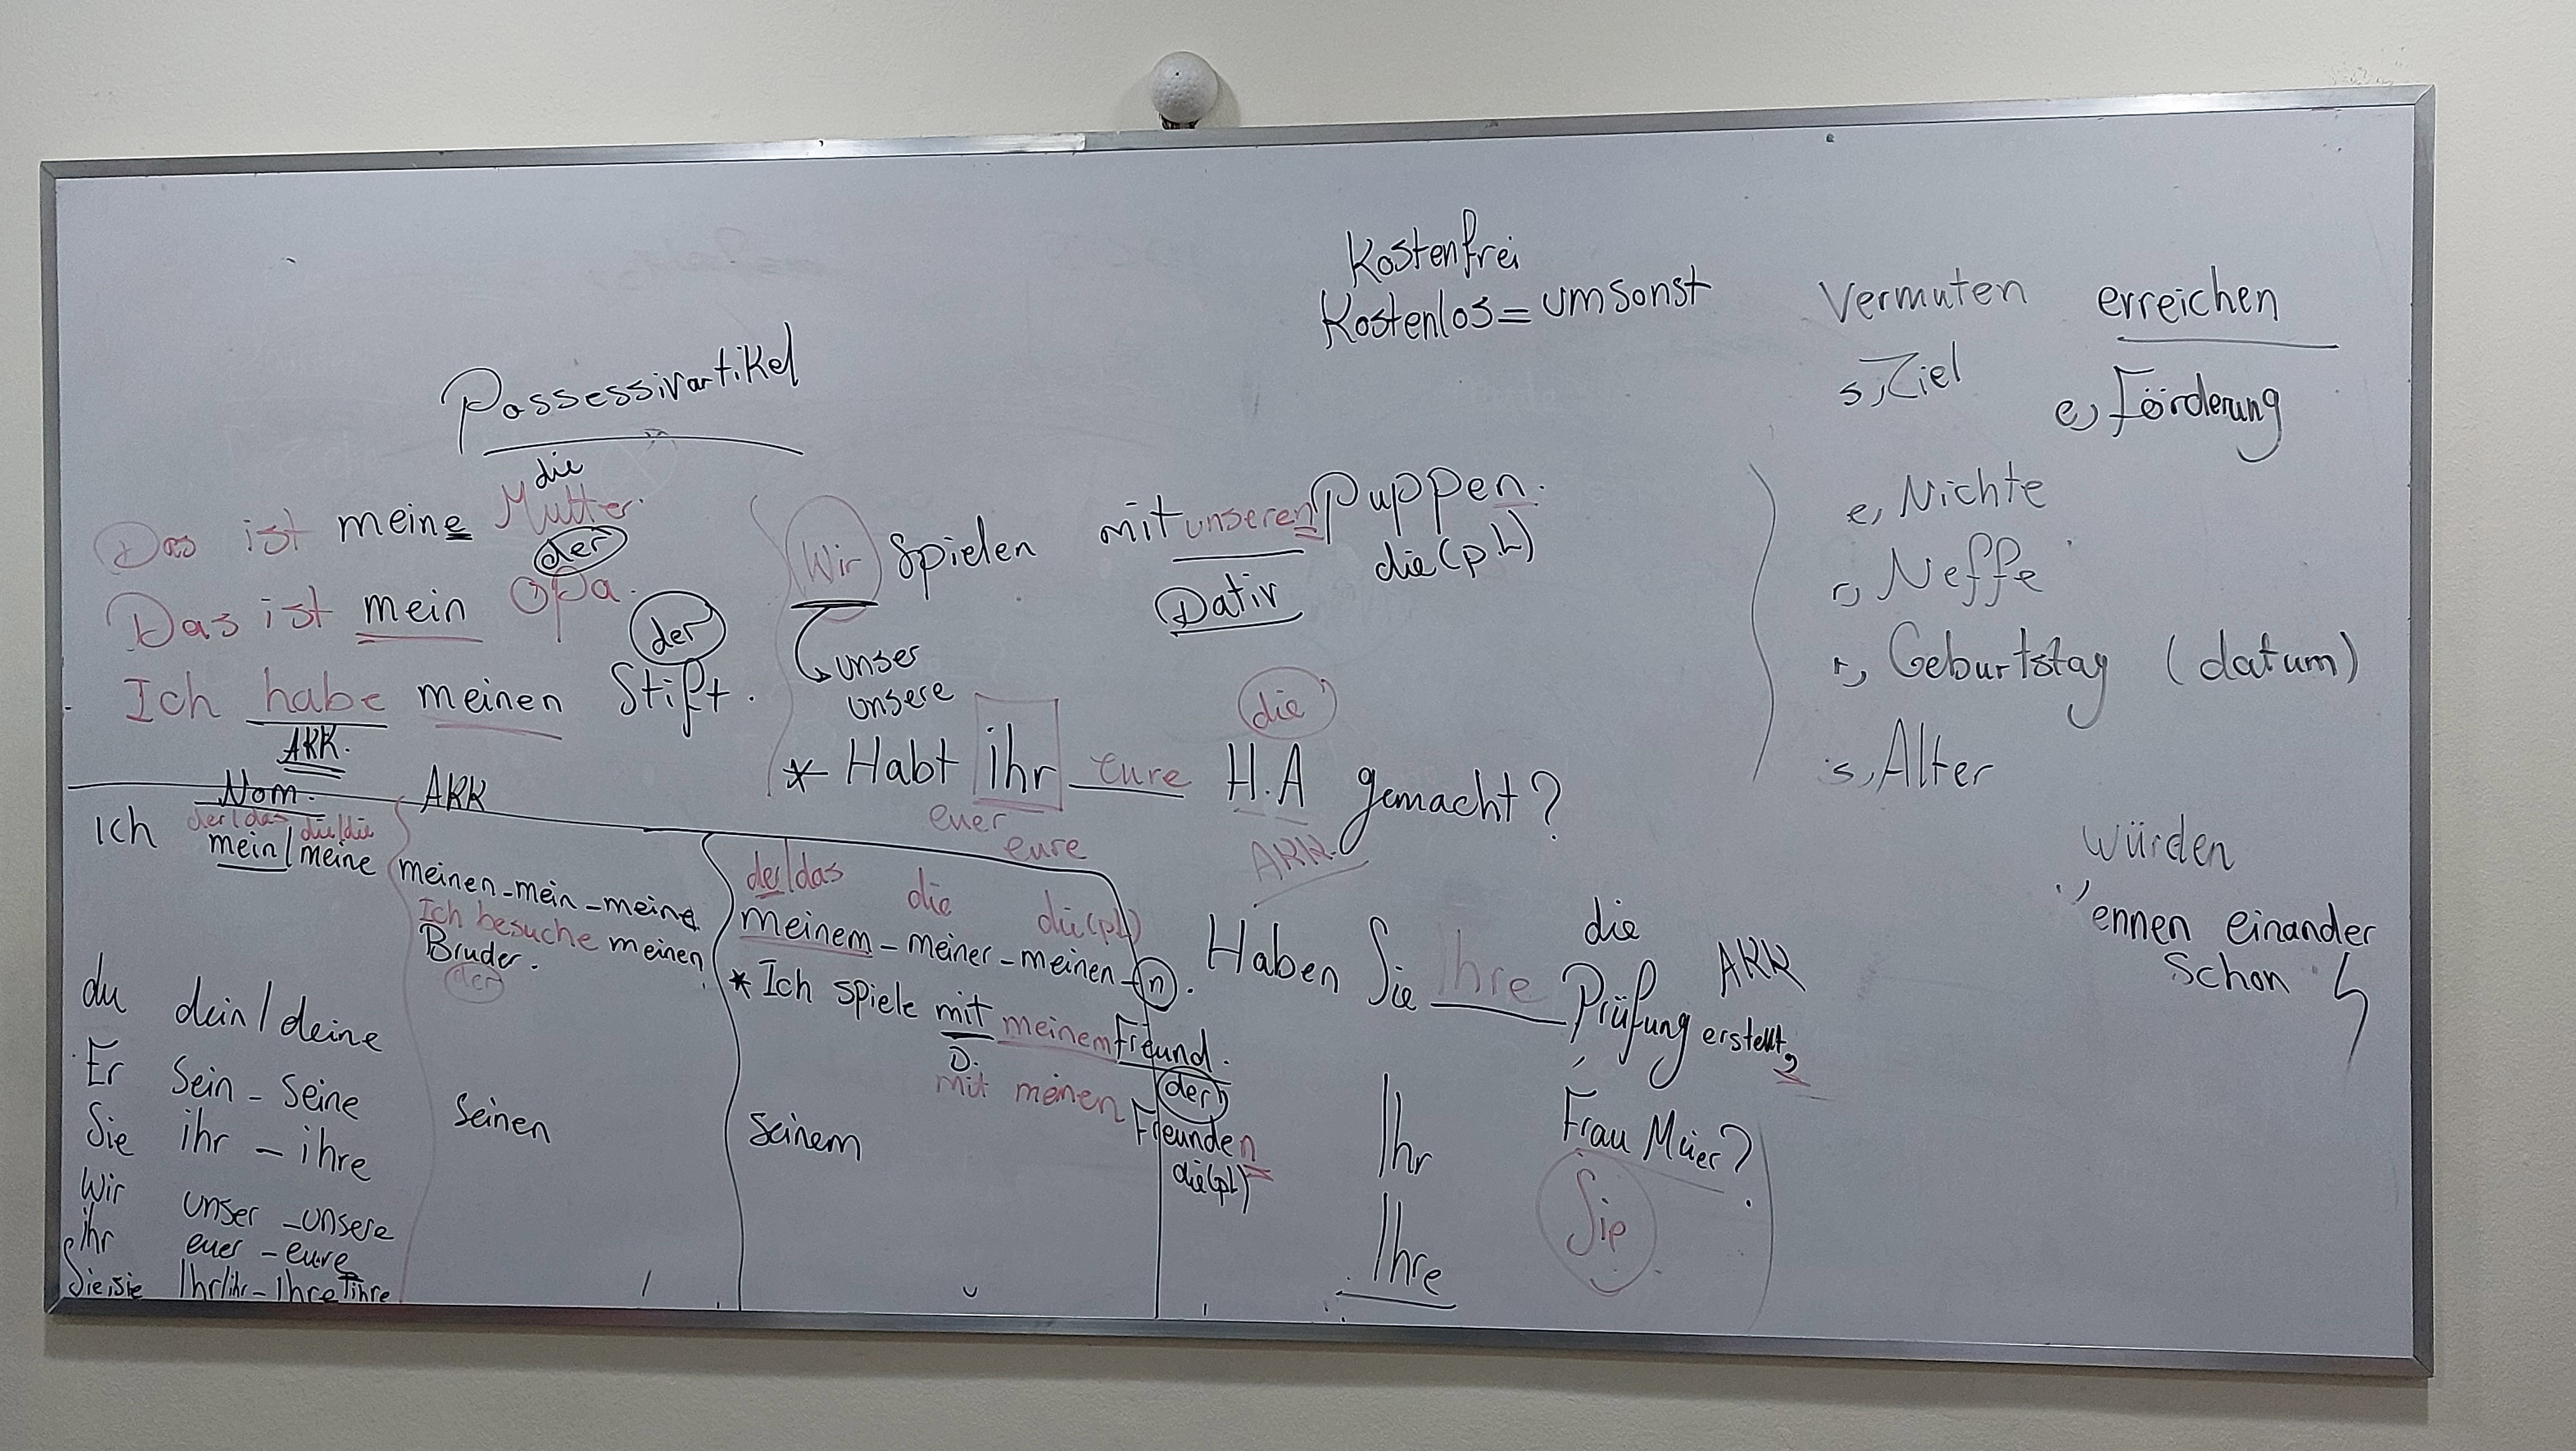 Kostenfrei
Kostenlos = umsonst
Vermuten erreichen
s, Ziel
e, Förderung
Possessivartikel
die
Das ist meine Mutter.
der
Das ist mein Opa.
der
Ich habe meinen Stift.
AKK.
Wir spielen mit unseren Puppen.
Dativ die (pl)
unser
unsere
die
* Habt ihr eure H.A gemacht?
euer
eure
AKK.
e, Nichte
r, Neffe
r, Geburtstag (datum)
s, Alter
würden
ennen einander
schon
Nom. AKK
der/das die/die
ich mein/meine meinen - mein - meine
Ich besuche meinen
Bruder.
der
der/das die die (pl)
meinem - meiner - meinen - n.
* Ich spiele mit meinem Freund.
D. der
mit meinen Freunden
die (pl)
du dein/deine
Er sein - seine seinen seinem
Sie ihr - ihre
Wir unser - unsere
ihr euer - eure
Sie, sie Ihr/ihr - Ihre/ihre
die AKK
Haben Sie Ihre Prüfung erstellt,
Frau Meier?
Ihr
Sie
Ihre